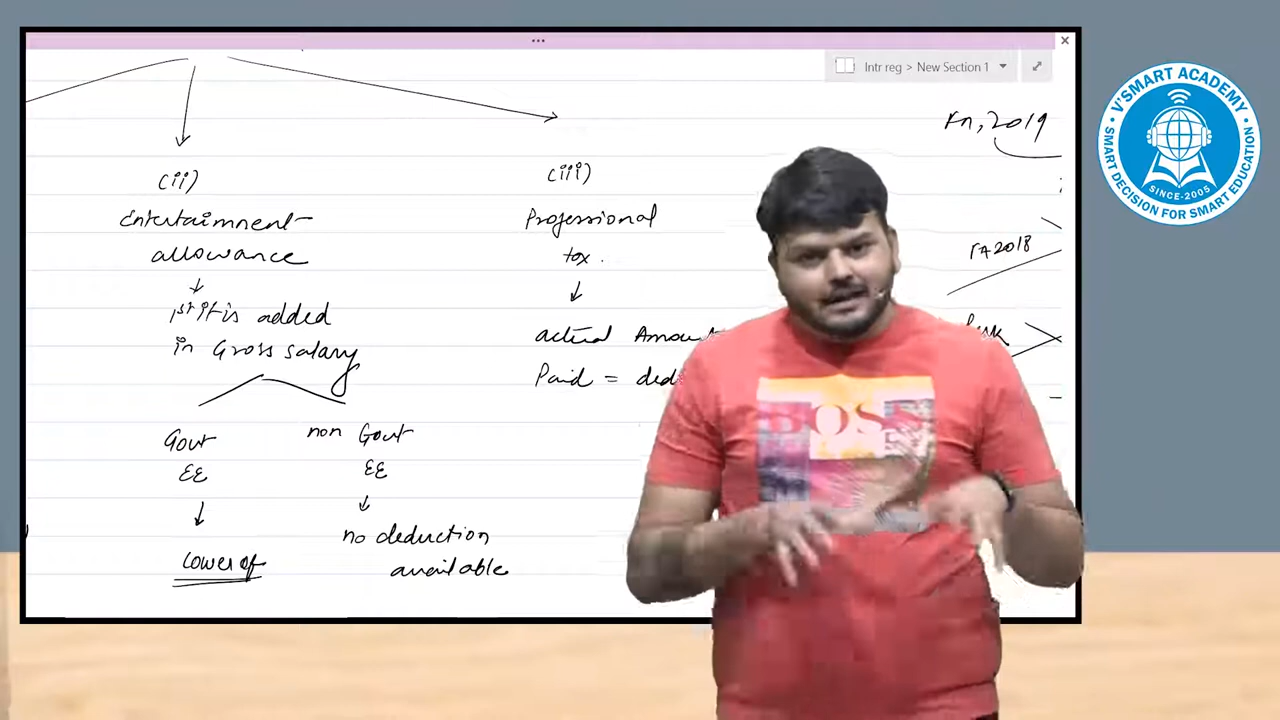 Intr reg > New Section 1
(ii)
Entertainment
allowance
1st it is added
in Gross salary
Govt
EE
Lower of
non Govt
EE
no deduction
available
(iii)
Professional
tax.
actual Amount
Paid = ded
Fn, 2019
FA 2018
V'SMART ACADEMY
SINCE-2005
SMART DECISION FOR SMART EDUCATION